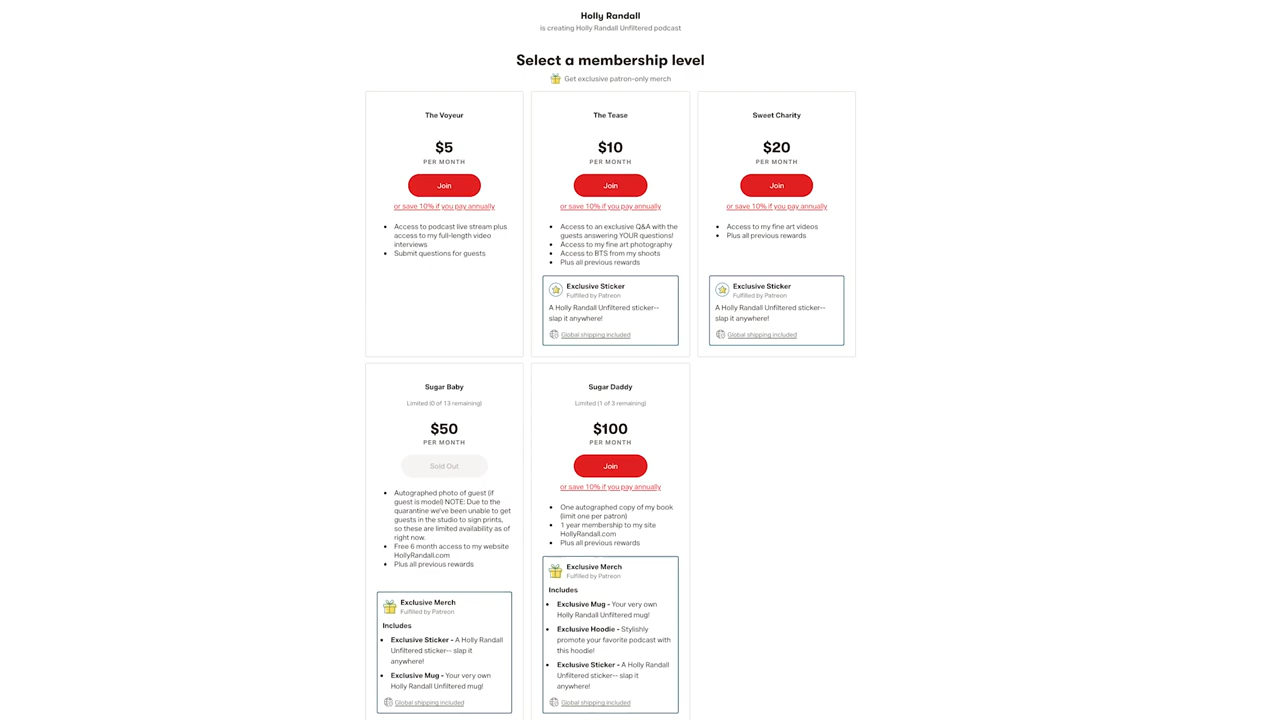 Holly Randall
is creating Holly Randall Unfiltered podcast
Select a membership level
Get exclusive patron-only merch
The Voyeur
$5
PER MONTH
Join
or save 10% if you pay annually
Access to podcast live stream plus
access to my full-length video
interviews
Submit questions for guests
The Tease
$10
PER MONTH
Join
or save 10% if you pay annually
Access to an exclusive Q&A with the
guests answering YOUR questions!
Access to my fine art photography
Access to BTS from my shoots
Plus all previous rewards
Exclusive Sticker
Fulfilled by Patreon
A Holly Randall Unfiltered sticker--
slap it anywhere!
Global shipping included
Sweet Charity
$20
PER MONTH
Join
or save 10% if you pay annually
Access to my fine art videos
Plus all previous rewards
Exclusive Sticker
Fulfilled by Patreon
A Holly Randall Unfiltered sticker--
slap it anywhere!
Global shipping included
Sugar Baby
Limited (0 of 13 remaining)
$50
PER MONTH
Sold Out
Autographed photo of guest (if
guest is model) NOTE: Due to the
quarantine we've been unable to get
guests in the studio to sign prints,
so these are limited availability as of
right now.
Free 6 month access to my website
HollyRandall.com
Plus all previous rewards
Exclusive Merch
Fulfilled by Patreon
Includes
Exclusive Sticker - A Holly Randall
Unfiltered sticker-- slap it
anywhere!
Exclusive Mug - Your very own
Holly Randall Unfiltered mug!
Global shipping included
Sugar Daddy
Limited (1 of 3 remaining)
$100
PER MONTH
Join
or save 10% if you pay annually
One autographed copy of my book
(limit one per patron)
1 year membership to my site
HollyRandall.com
Plus all previous rewards
Exclusive Merch
Fulfilled by Patreon
Includes
Exclusive Mug - Your very own
Holly Randall Unfiltered mug!
Exclusive Hoodie - Stylishly
promote your favorite podcast with
this hoodie!
Exclusive Sticker - A Holly Randall
Unfiltered sticker-- slap it
anywhere!
Global shipping included